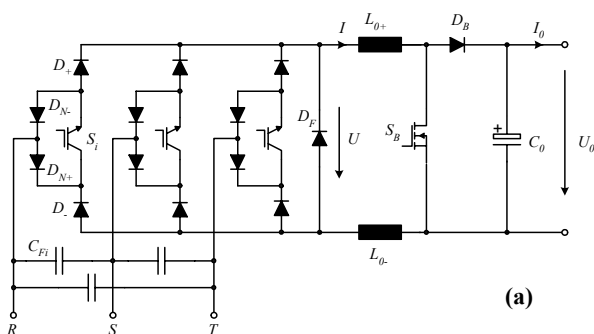 I L0+ DB I0
D+
DN-
Si
DF U SB + C0 U0
DN+
D-
CFi L0-
(a)
R S T